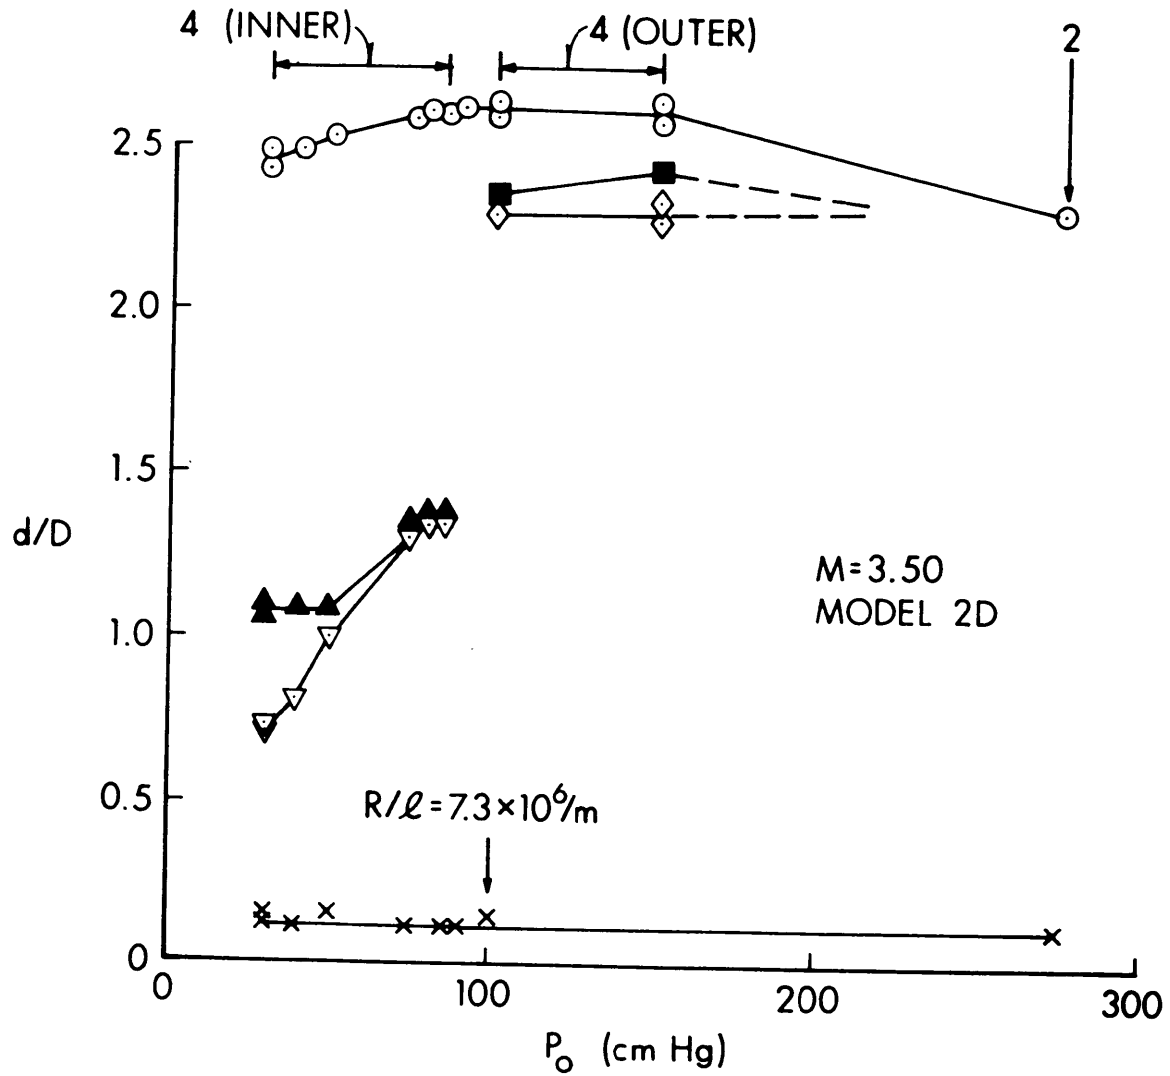 4 (INNER)
4 (OUTER)
2
2.5
2.0
1.5
d/D
M=3.50
MODEL 2D
1.0
0.5
R/ℓ=7.3×10⁶/m
0
0
100
200
300
P₀ (cm Hg)